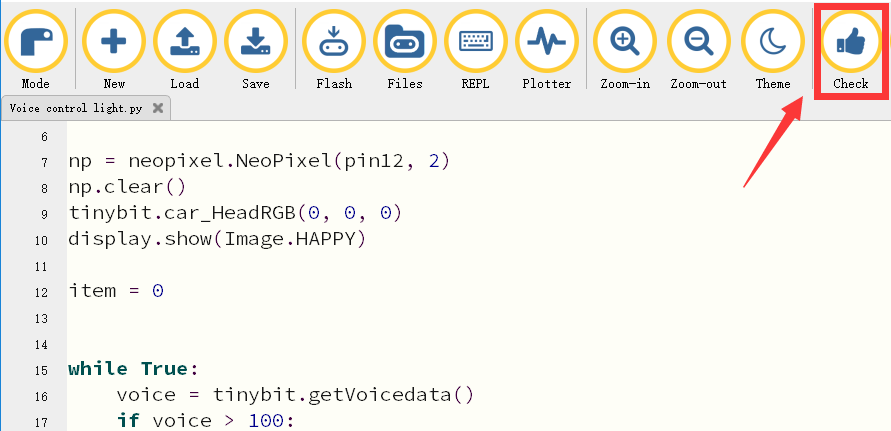 Mode New Load Save Flash Files REPL Plotter Zoom-in Zoom-out Theme Check
Voice control light.py
6
7 np = neopixel.NeoPixel(pin12, 2)
8 np.clear()
9 tinybit.car_HeadRGB(0, 0, 0)
10 display.show(Image.HAPPY)
11
12 item = 0
13
14
15 while True:
16     voice = tinybit.getVoicedata()
17     if voice > 100: